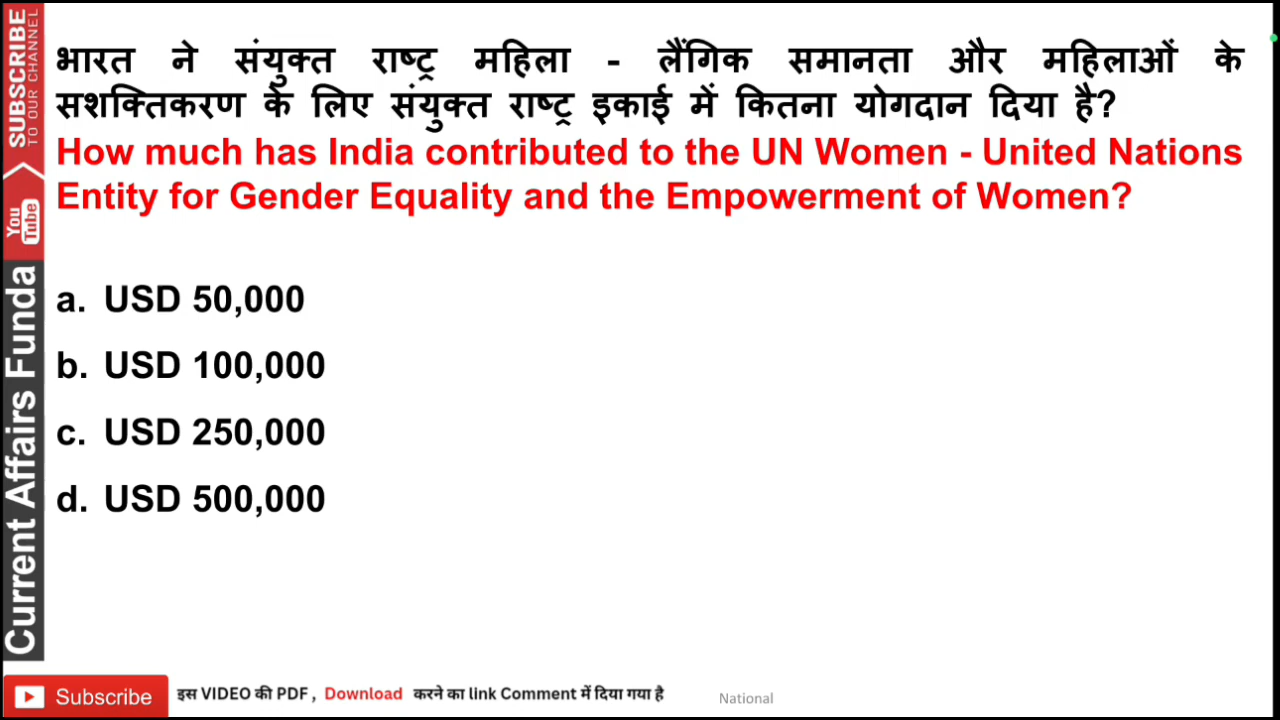 भारत ने संयुक्त राष्ट्र महिला - लैंगिक समानता और महिलाओं के
सशक्तिकरण के लिए संयुक्त राष्ट्र इकाई में कितना योगदान दिया है?
How much has India contributed to the UN Women - United Nations
Entity for Gender Equality and the Empowerment of Women?
a. USD 50,000
b. USD 100,000
c. USD 250,000
d. USD 500,000
SUBSCRIBE
TO OUR CHANNEL
You
Tube
Current Affairs Funda
Subscribe
इस VIDEO की PDF , Download करने का link Comment में दिया गया है
National